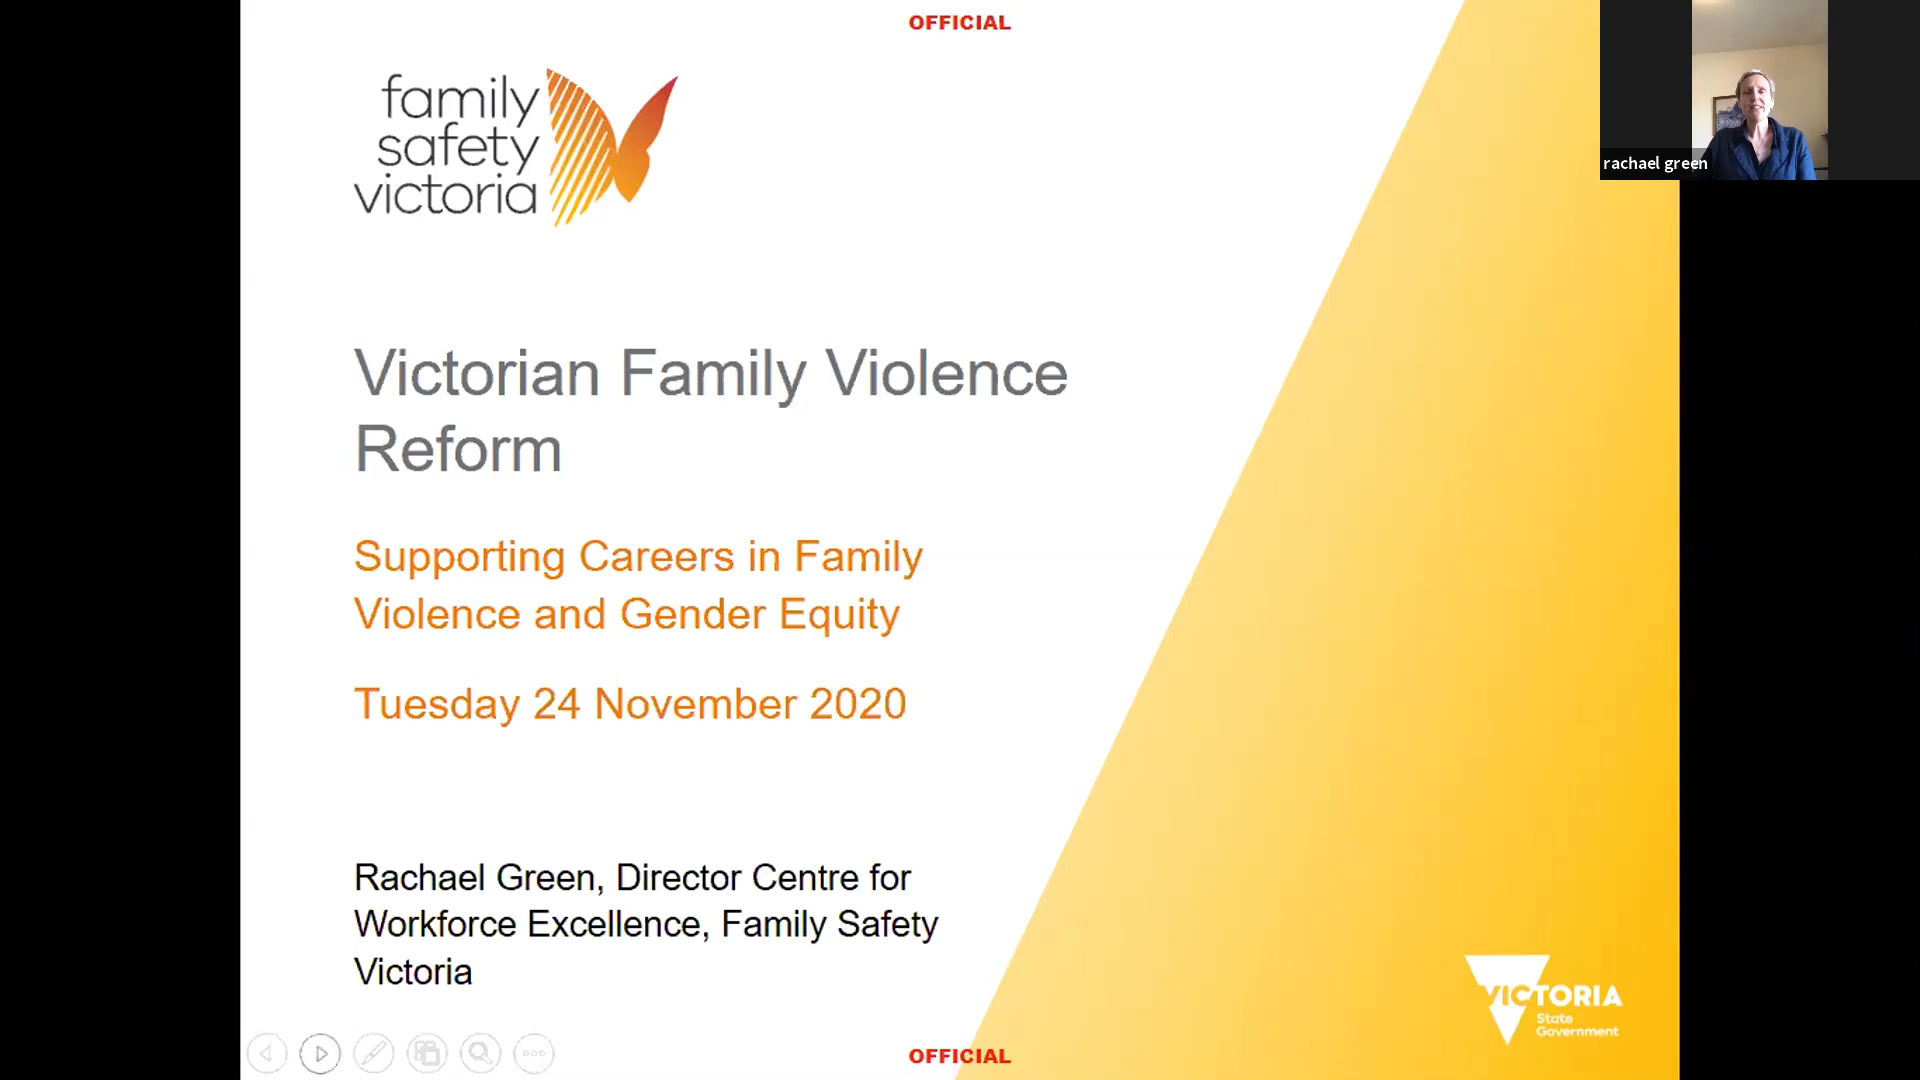 OFFICIAL
family
safety
victoria
rachael green
Victorian Family Violence
Reform
Supporting Careers in Family
Violence and Gender Equity
Tuesday 24 November 2020
Rachael Green, Director Centre for
Workforce Excellence, Family Safety
Victoria
VICTORIA
State
Government
OFFICIAL